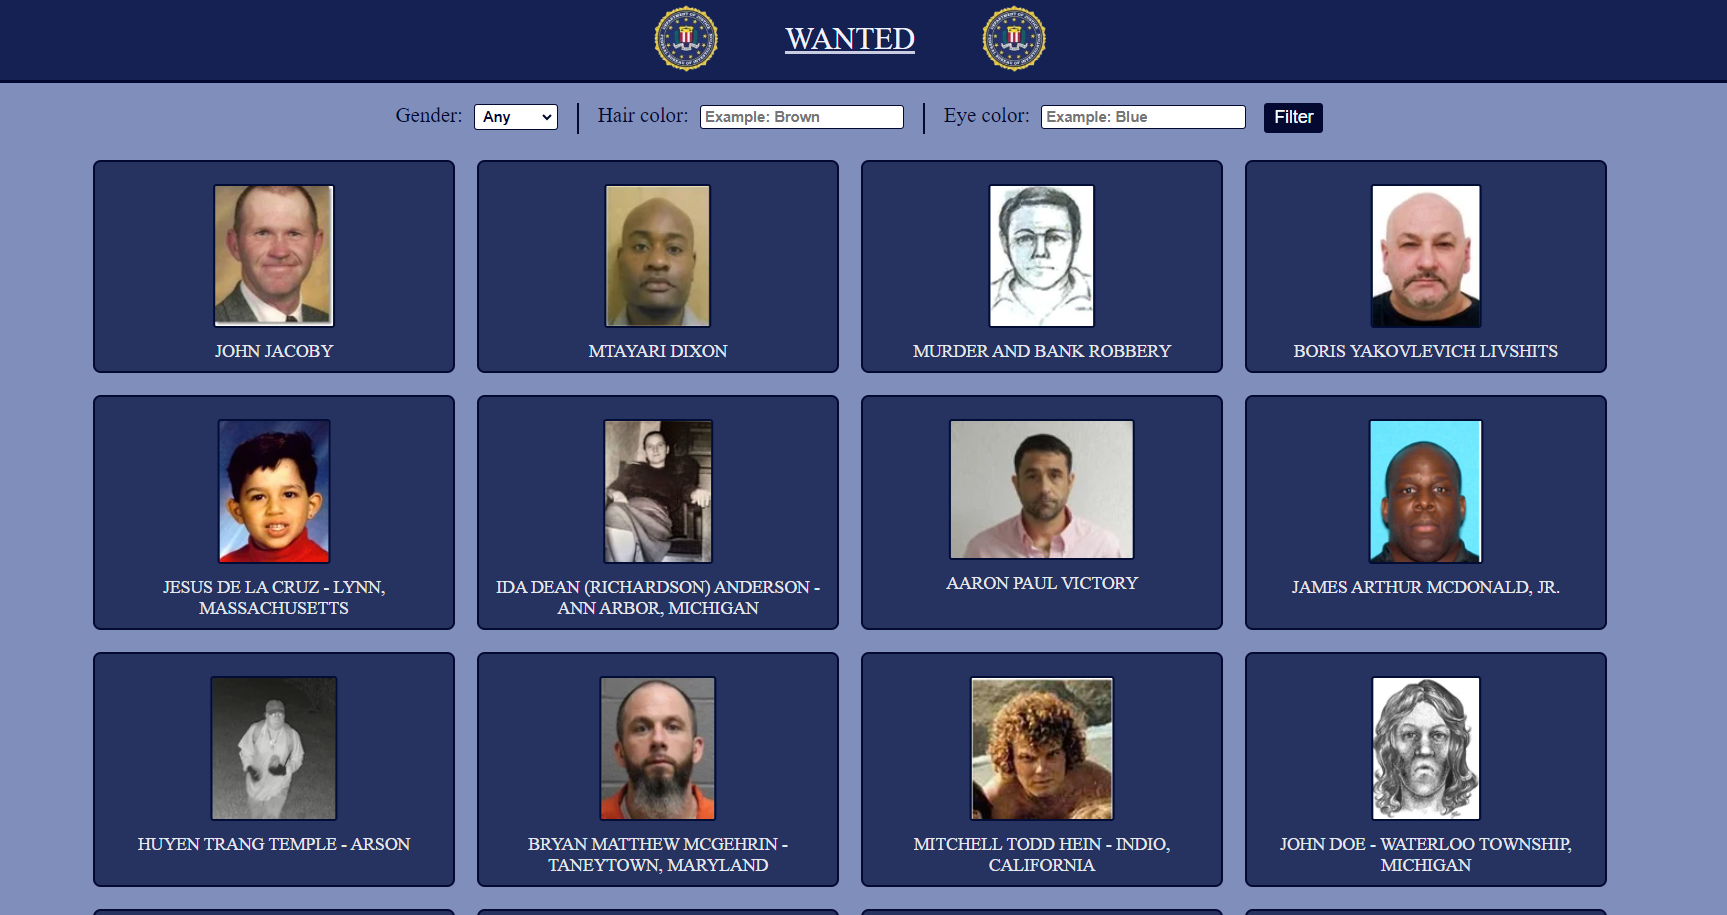 WANTED
Gender: Any Hair color: Example: Brown Eye color: Example: Blue Filter
JOHN JACOBY
MTAYARI DIXON
MURDER AND BANK ROBBERY
BORIS YAKOVLEVICH LIVSHITS
JESUS DE LA CRUZ - LYNN,
MASSACHUSETTS
IDA DEAN (RICHARDSON) ANDERSON -
ANN ARBOR, MICHIGAN
AARON PAUL VICTORY
JAMES ARTHUR MCDONALD, JR.
HUYEN TRANG TEMPLE - ARSON
BRYAN MATTHEW MCGEHRIN -
TANEYTOWN, MARYLAND
MITCHELL TODD HEIN - INDIO,
CALIFORNIA
JOHN DOE - WATERLOO TOWNSHIP,
MICHIGAN